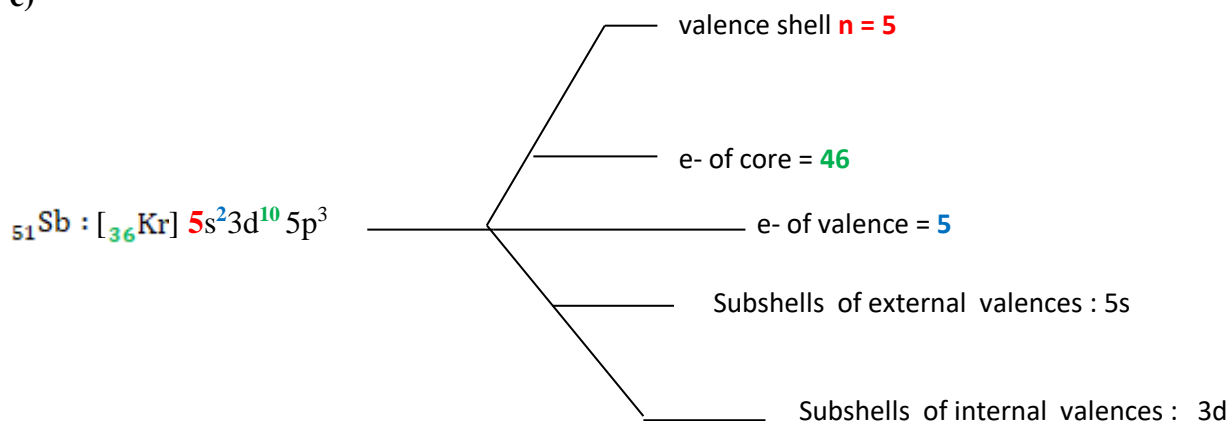 c)
valence shell n = 5
e- of core = 46
₅₁Sb : [₃₆Kr] 5s²3d¹⁰ 5p³
e- of valence = 5
Subshells of external valences : 5s
Subshells of internal valences : 3d